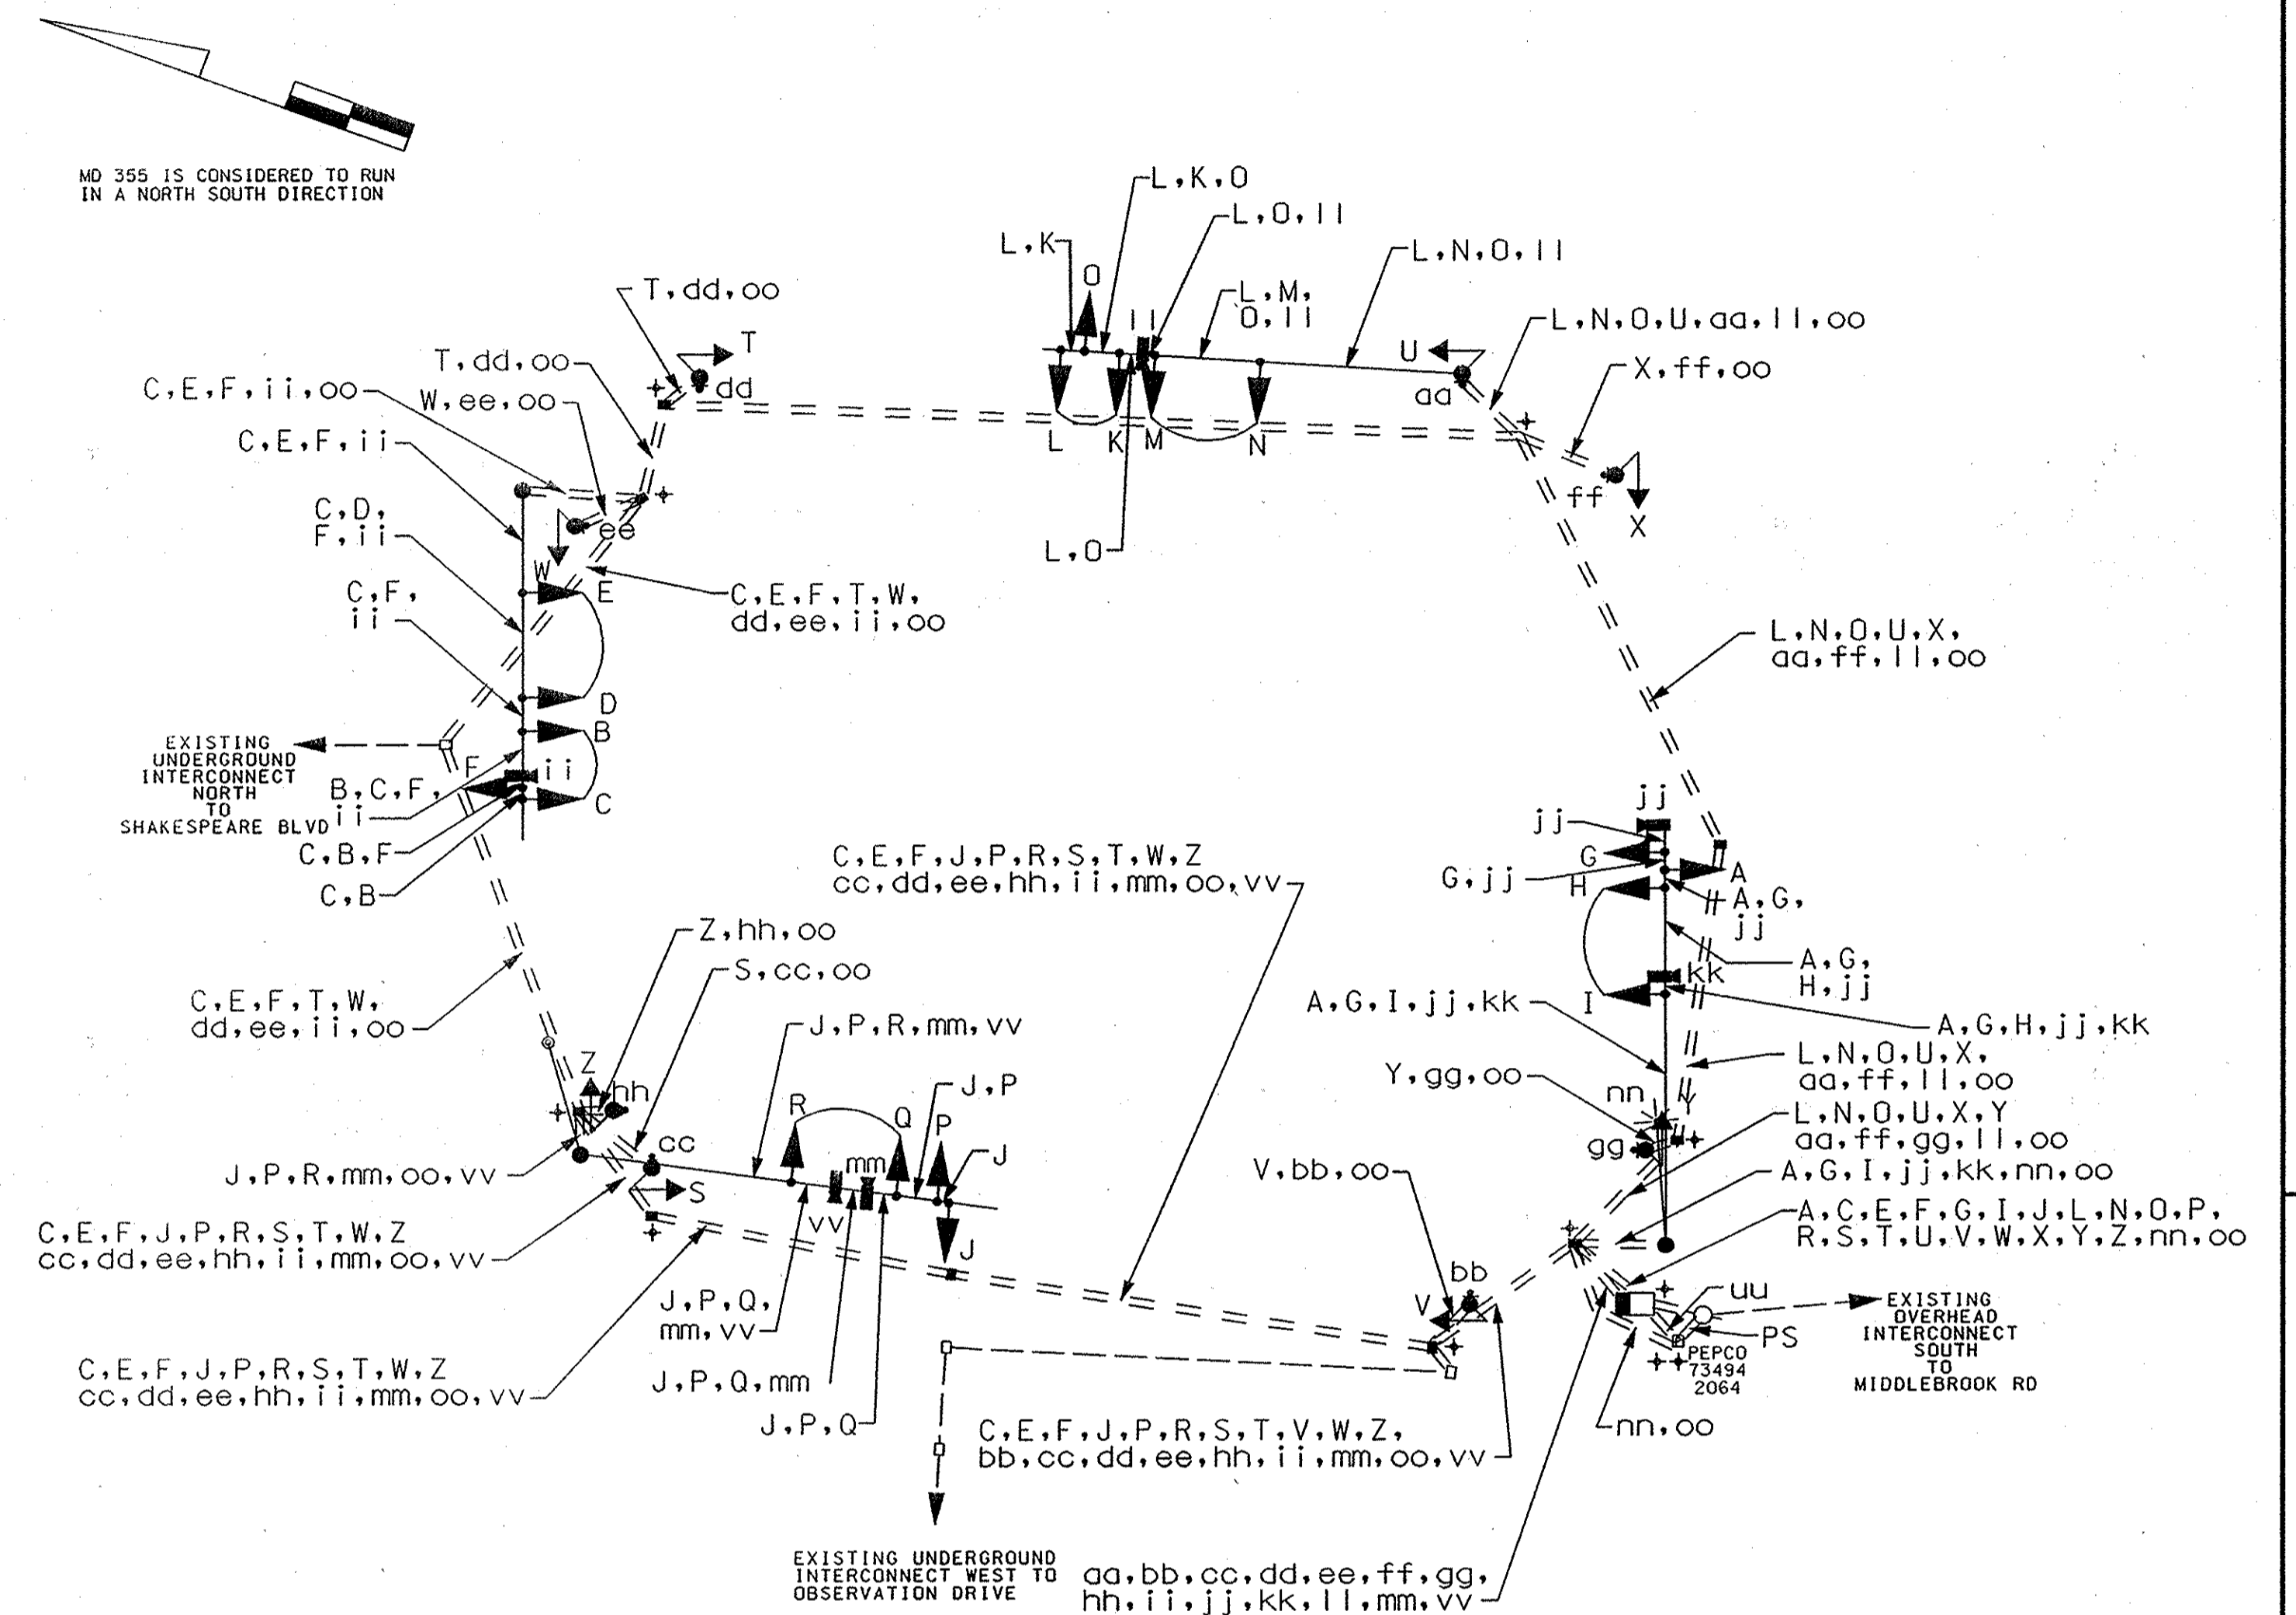 MD 355 IS CONSIDERED TO RUN
IN A NORTH SOUTH DIRECTION
L,K,O
L,O,ll
L,K
O
L,N,O,ll
ll
L,M,
O,ll
T,dd,oo
L,N,O,U,aa,ll,oo
T
U
T,dd,oo
X,ff,oo
C,E,F,ii,oo
dd
aa
W,ee,oo
C,E,F,ii
L
K
M
N
ff
C,D,
F,ii
ee
X
L,O
W
E
C,F,
ii
C,E,F,T,W,
dd,ee,ii,oo
L,N,O,U,X,
aa,ff,ll,oo
D
B
EXISTING
UNDERGROUND
INTERCONNECT
NORTH
TO
SHAKESPEARE BLVD
F
ii
B,C,F,
ii
C
jj
jj
C,B,F
C,E,F,J,P,R,S,T,W,Z
cc,dd,ee,hh,ii,mm,oo,vv
G
A
G,jj
H
C,B
A,G,
jj
Z,hh,oo
S,cc,oo
A,G,
H,jj
kk
I
A,G,I,jj,kk
C,E,F,T,W,
dd,ee,ii,oo
J,P,R,mm,vv
A,G,H,jj,kk
L,N,O,U,X,
aa,ff,ll,oo
Z
hh
Y,gg,oo
J,P
nn
Y
R
Q
P
L,N,O,U,X,Y
aa,ff,gg,ll,oo
cc
gg
J
J,P,R,mm,oo,vv
mm
V,bb,oo
A,G,I,jj,kk,nn,oo
S
vv
A,C,E,F,G,I,J,L,N,O,P,
R,S,T,U,V,W,X,Y,Z,nn,oo
C,E,F,J,P,R,S,T,W,Z
cc,dd,ee,hh,ii,mm,oo,vv
J
bb
uu
J,P,Q,
mm,vv
V
EXISTING
OVERHEAD
INTERCONNECT
SOUTH
TO
MIDDLEBROOK RD
PS
PEPCO
73494
2064
C,E,F,J,P,R,S,T,W,Z
cc,dd,ee,hh,ii,mm,oo,vv
J,P,Q,mm
J,P,Q
nn,oo
C,E,F,J,P,R,S,T,V,W,Z,
bb,cc,dd,ee,hh,ii,mm,oo,vv
EXISTING UNDERGROUND
INTERCONNECT WEST TO
OBSERVATION DRIVE
aa,bb,cc,dd,ee,ff,gg,
hh,ii,jj,kk,ll,mm,vv